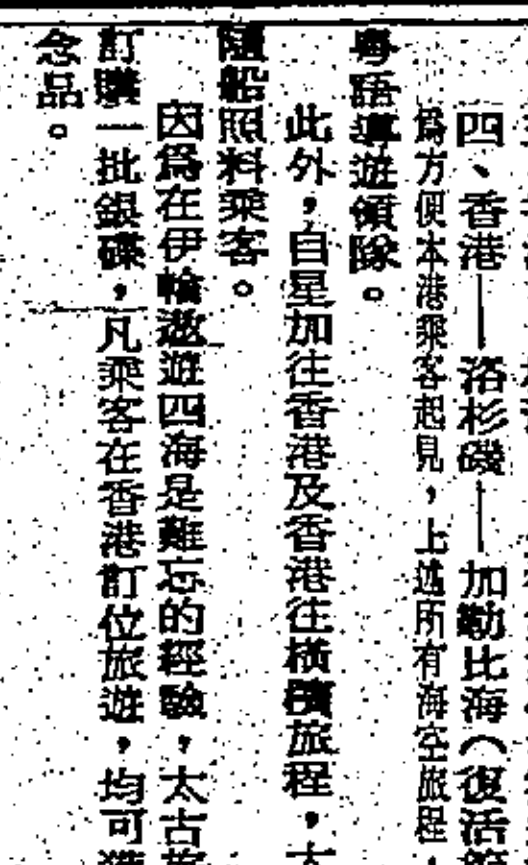 四、香港——洛杉磯——加勒比海（復活
爲方便本港乘客起見，上述所有海空旅程
粵語導遊領隊。
此外，自星加往香港及香港往橫濱旅程，
隨船照料乘客。
因爲在伊輪遨遊四海是難忘的經驗，太古
訂購一批銀碟，凡乘客在香港訂位旅遊，均可
念品。